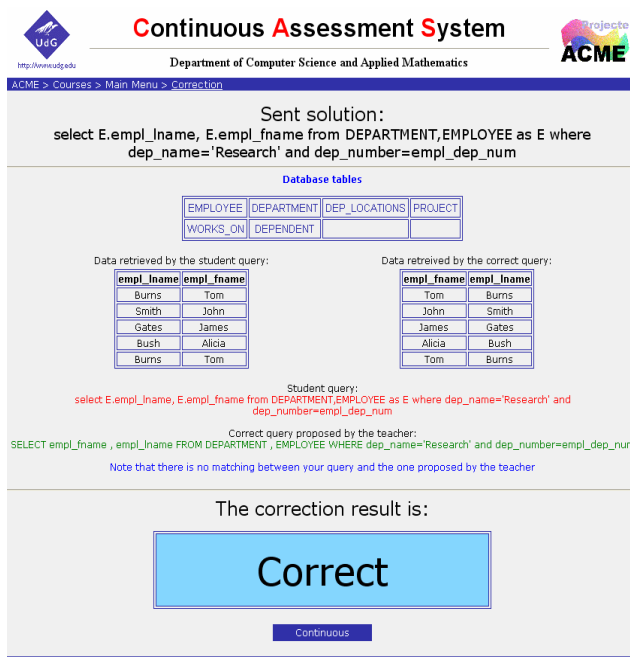 UdG
http://www.udg.edu
Continuous Assessment System
Department of Computer Science and Applied Mathematics
Projecte
ACME
ACME > Courses > Main Menu > Correction
Sent solution:
select E.empl_lname, E.empl_fname from DEPARTMENT,EMPLOYEE as E where
dep_name='Research' and dep_number=empl_dep_num
Database tables
EMPLOYEE DEPARTMENT DEP_LOCATIONS PROJECT
WORKS_ON DEPENDENT
Data retrieved by the student query:
empl_lname empl_fname
Burns Tom
Smith John
Gates James
Bush Alicia
Burns Tom
Data retreived by the correct query:
empl_fname empl_lname
Tom Burns
John Smith
James Gates
Alicia Bush
Tom Burns
Student query:
select E.empl_lname, E.empl_fname from DEPARTMENT,EMPLOYEE as E where dep_name='Research' and
dep_number=empl_dep_num
Correct query proposed by the teacher:
SELECT empl_fname , empl_lname FROM DEPARTMENT , EMPLOYEE WHERE dep_name='Research' and dep_number=empl_dep_nur
Note that there is no matching between your query and the one proposed by the teacher
The correction result is:
Correct
Continuous